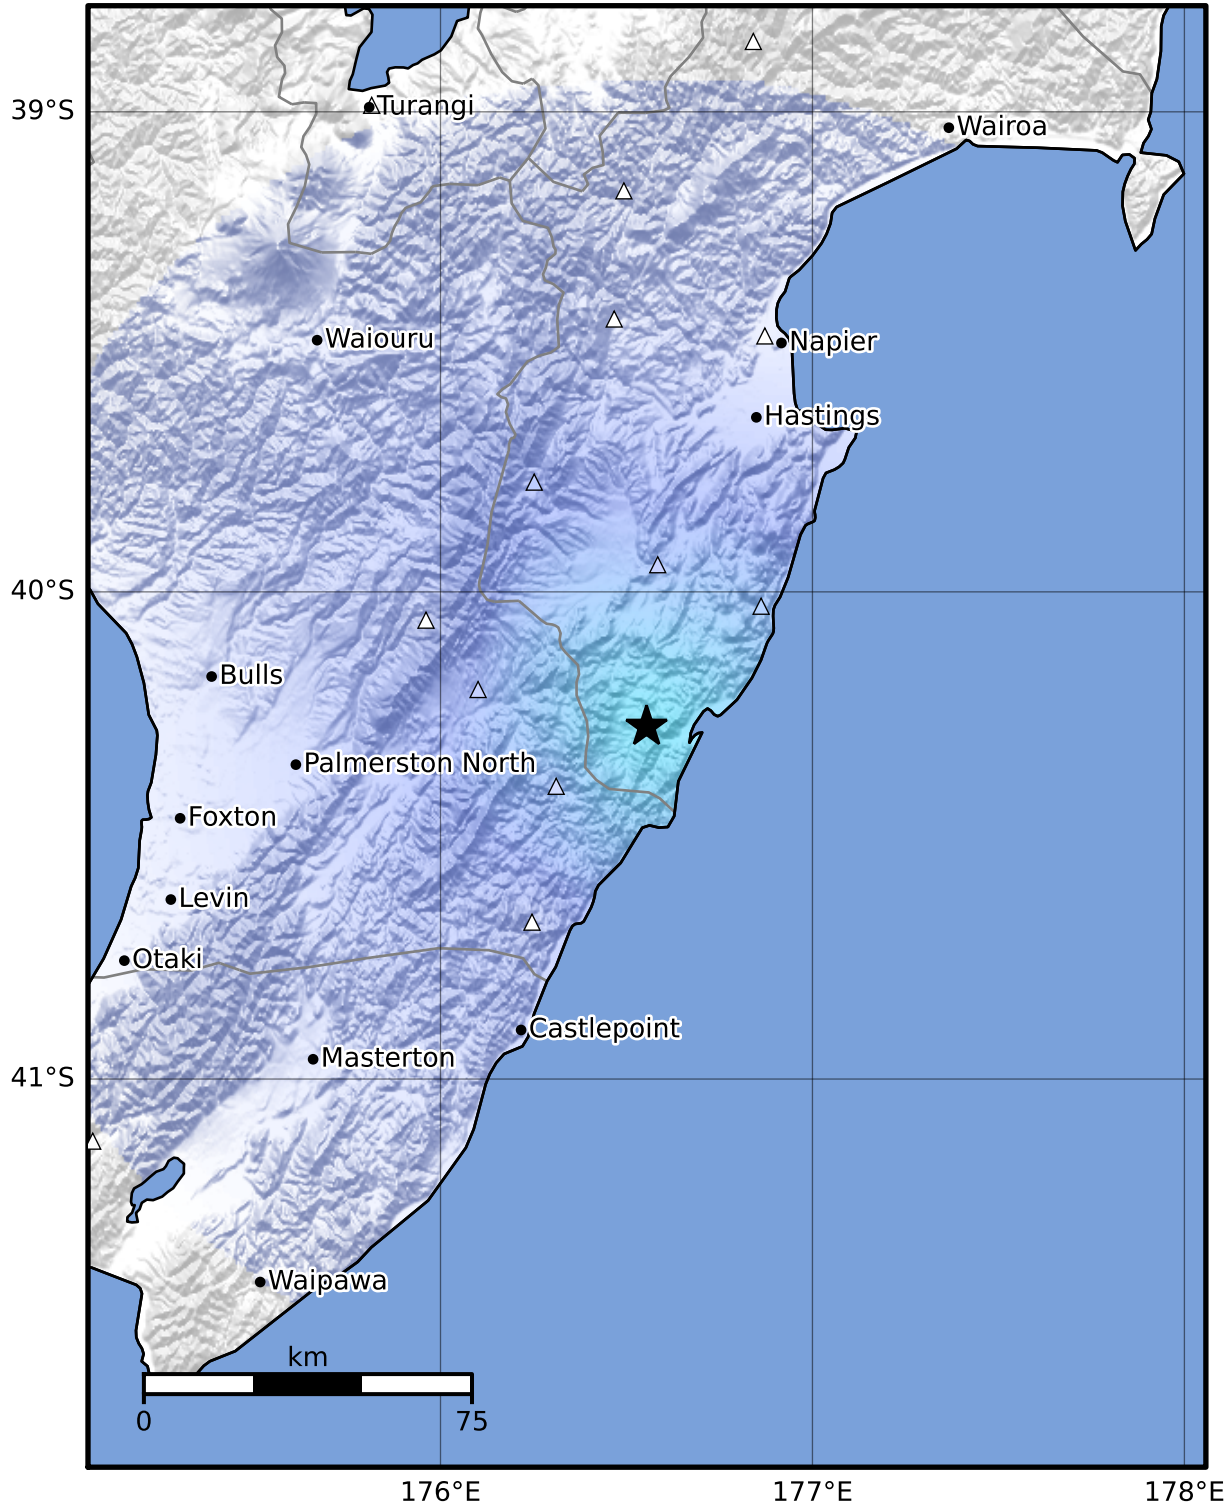 Turangi
39°S
Wairoa
Waiouru
Napier
Hastings
40°S
Bulls
Palmerston North
Foxton
Levin
Otaki
Castlepoint
Masterton
41°S
Waipawa
km
0 75
176°E 177°E 178°E